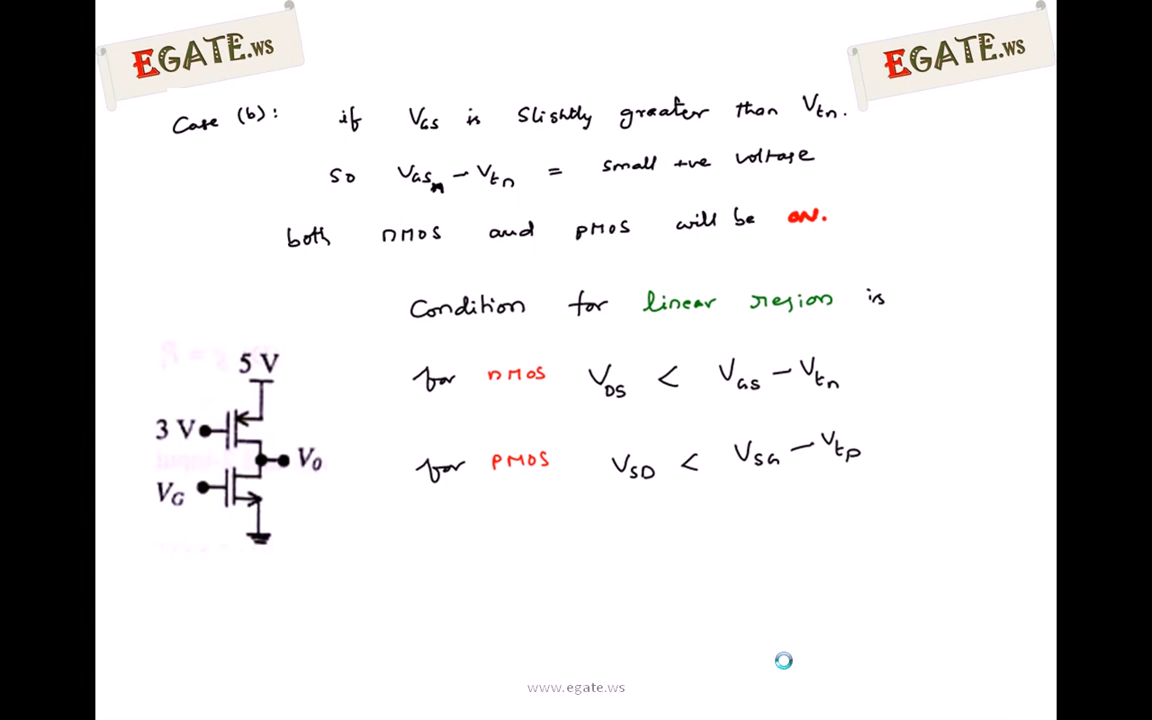 EGATE.ws EGATE.ws
Case (b): if VGS is slightly greater than Vtn.
So VGSn - Vtn = small +ve voltage
both nMOS and pMOS will be ON.
Condition for linear region is
for nMOS VDS < VGS - Vtn
for PMOS VSD < VSG - Vtp
5 V
3 V
V0
VG
www.egate.ws